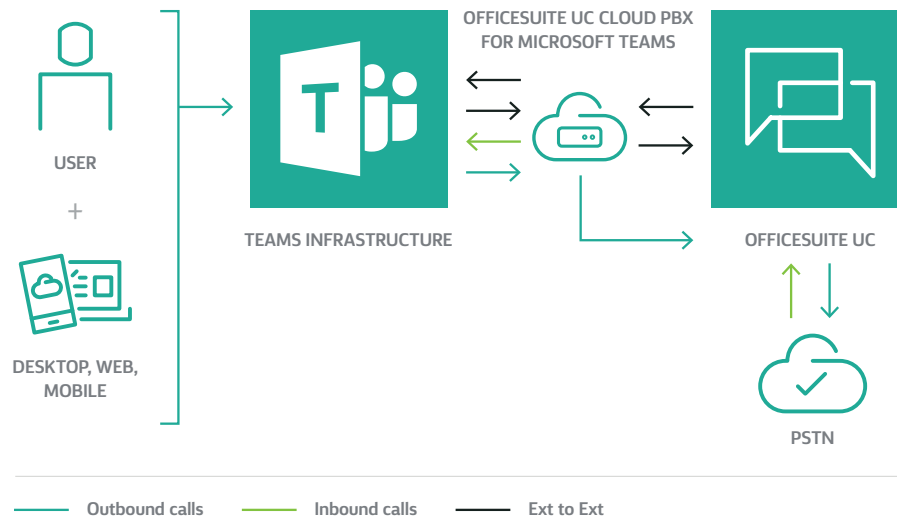 OFFICESUITE UC CLOUD PBX
FOR MICROSOFT TEAMS
T
USER
+
TEAMS INFRASTRUCTURE
OFFICESUITE UC
DESKTOP, WEB,
MOBILE
PSTN
Outbound calls
Inbound calls
Ext to Ext